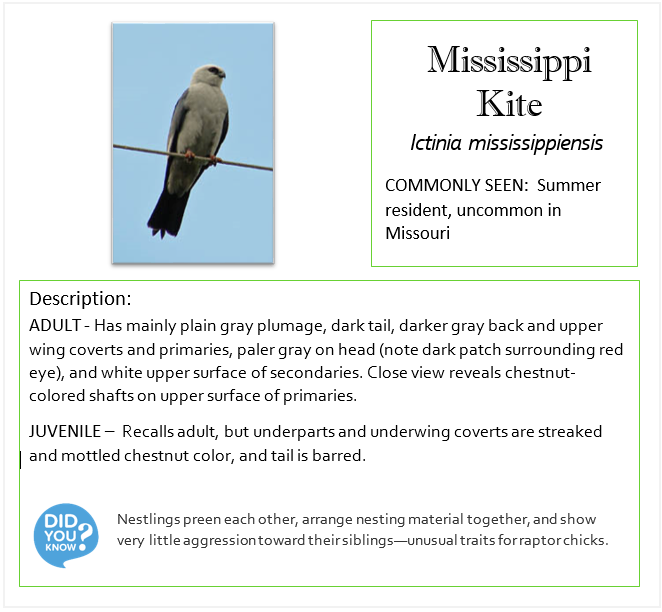 Mississippi
Kite
Ictinia mississippiensis
COMMONLY SEEN: Summer
resident, uncommon in
Missouri
Description:
ADULT - Has mainly plain gray plumage, dark tail, darker gray back and upper
wing coverts and primaries, paler gray on head (note dark patch surrounding red
eye), and white upper surface of secondaries. Close view reveals chestnut-
colored shafts on upper surface of primaries.
JUVENILE – Recalls adult, but underparts and underwing coverts are streaked
and mottled chestnut color, and tail is barred.
DID
YOU
KNOW?
Nestlings preen each other, arrange nesting material together, and show
very little aggression toward their siblings—unusual traits for raptor chicks.